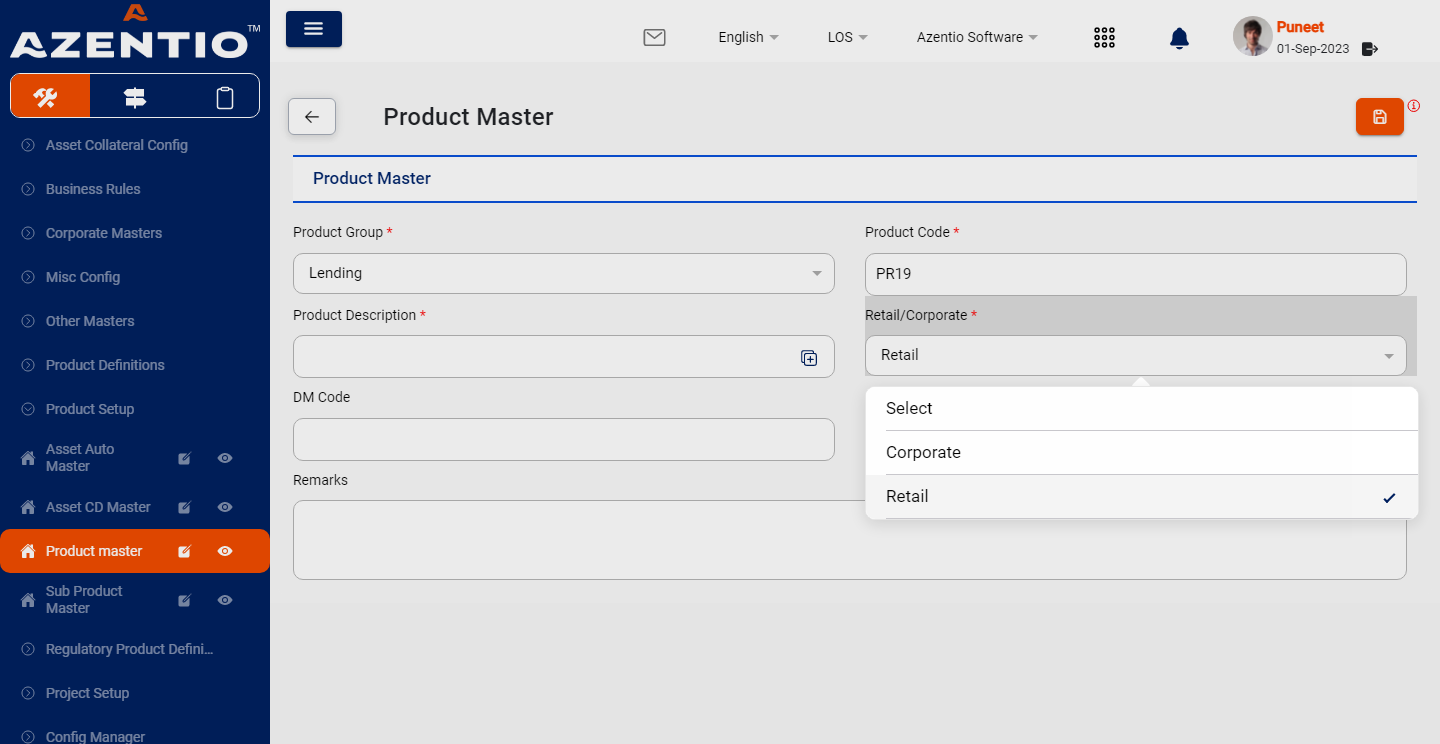 AZENTIO™
English
LOS
Azentio Software
Puneet
01-Sep-2023
Asset Collateral Config
Business Rules
Corporate Masters
Misc Config
Other Masters
Product Definitions
Product Setup
Asset Auto
Master
Asset CD Master
Product master
Sub Product
Master
Regulatory Product Defini...
Project Setup
Config Manager
Product Master
Product Master
Product Group *
Lending
Product Code *
PR19
Product Description *
Retail/Corporate *
Retail
DM Code
Select
Corporate
Retail
Remarks